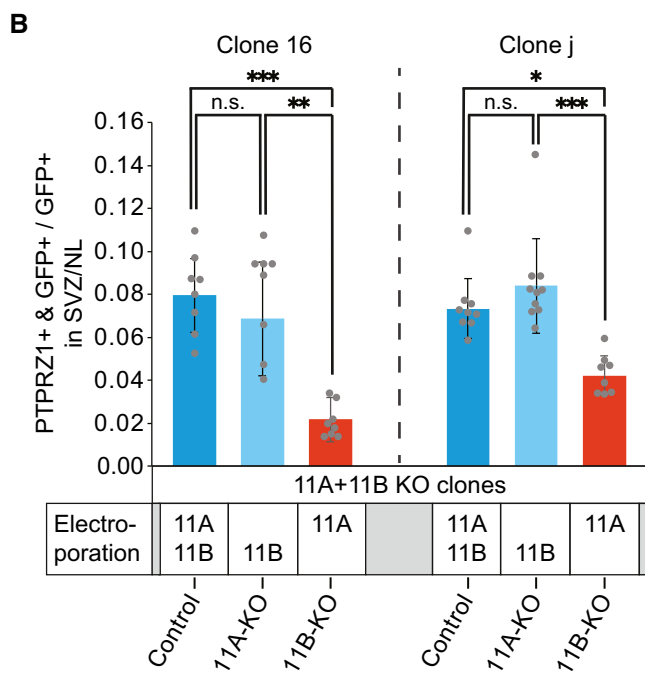 B
Clone 16 Clone j
*** *
n.s. ** n.s. ***
PTPRZ1+ & GFP+ / GFP+
in SVZ/NL
0.16
0.14
0.12
0.10
0.08
0.06
0.04
0.02
0.00
11A+11B KO clones
Electro- 11A 11A 11A 11A
poration 11B 11B 11B 11B
Control 11A-KO 11B-KO Control 11A-KO 11B-KO